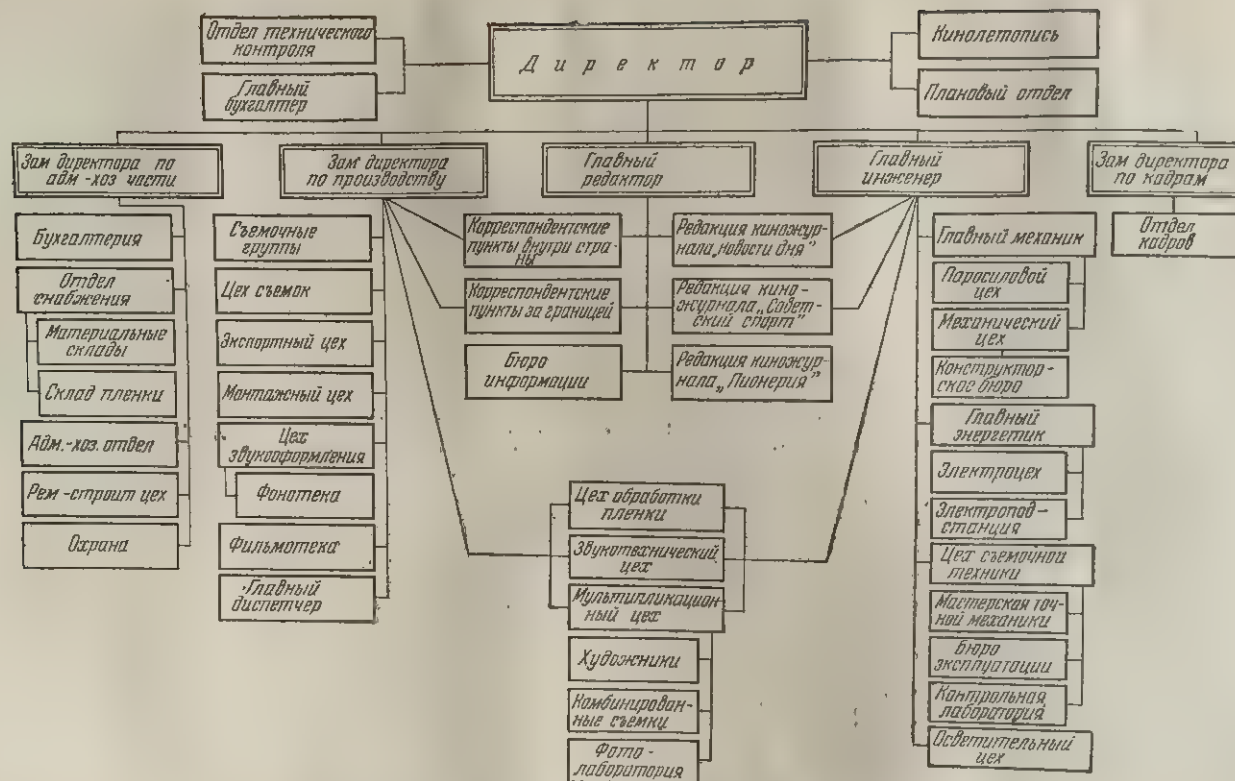 Отдел технического
контроля
Главный
бухгалтер
Директор
Кинолетопись
Плановый отдел
Зам директора по
адм-хоз части
Зам директора
по производству
Главный
редактор
Главный
инженер
Зам директора
по кадрам
Бухгалтерия
Отдел
снабжения
Материальные
склады
Склад пленки
Адм.-хоз. отдел
Рем-строит цех
Охрана
Съемочные
группы
Цех съемок
Экспортный цех
Монтажный цех
Цех
звукооформления
Фонотека
Фильмотека
Главный
диспетчер
Корреспондентские
пункты внутри стра-
ны
Корреспондентские
пункты за границей
Бюро
информации
Редакция киножур-
нала „Новости дня"
Редакция кино-
журнала „Совет-
ский спорт"
Редакция киножур-
нала „Пионерия"
Цех обработки
пленки
Звукотехнический
цех
Мультипликацион
ный цех
Художники
Комбинирован-
ные съемки
Фото-
лаборатория
Главный механик
Паросиловой
цех
Механический
цех
Конструктор-
ское бюро
Главный
энергетик
Электроцех
Электропод-
станция
Цех съемочной
техники
Мастерская точ-
ной механики
Бюро
эксплуатации
Контрольная
лаборатория
Осветительный
цех
Отдел
кадров